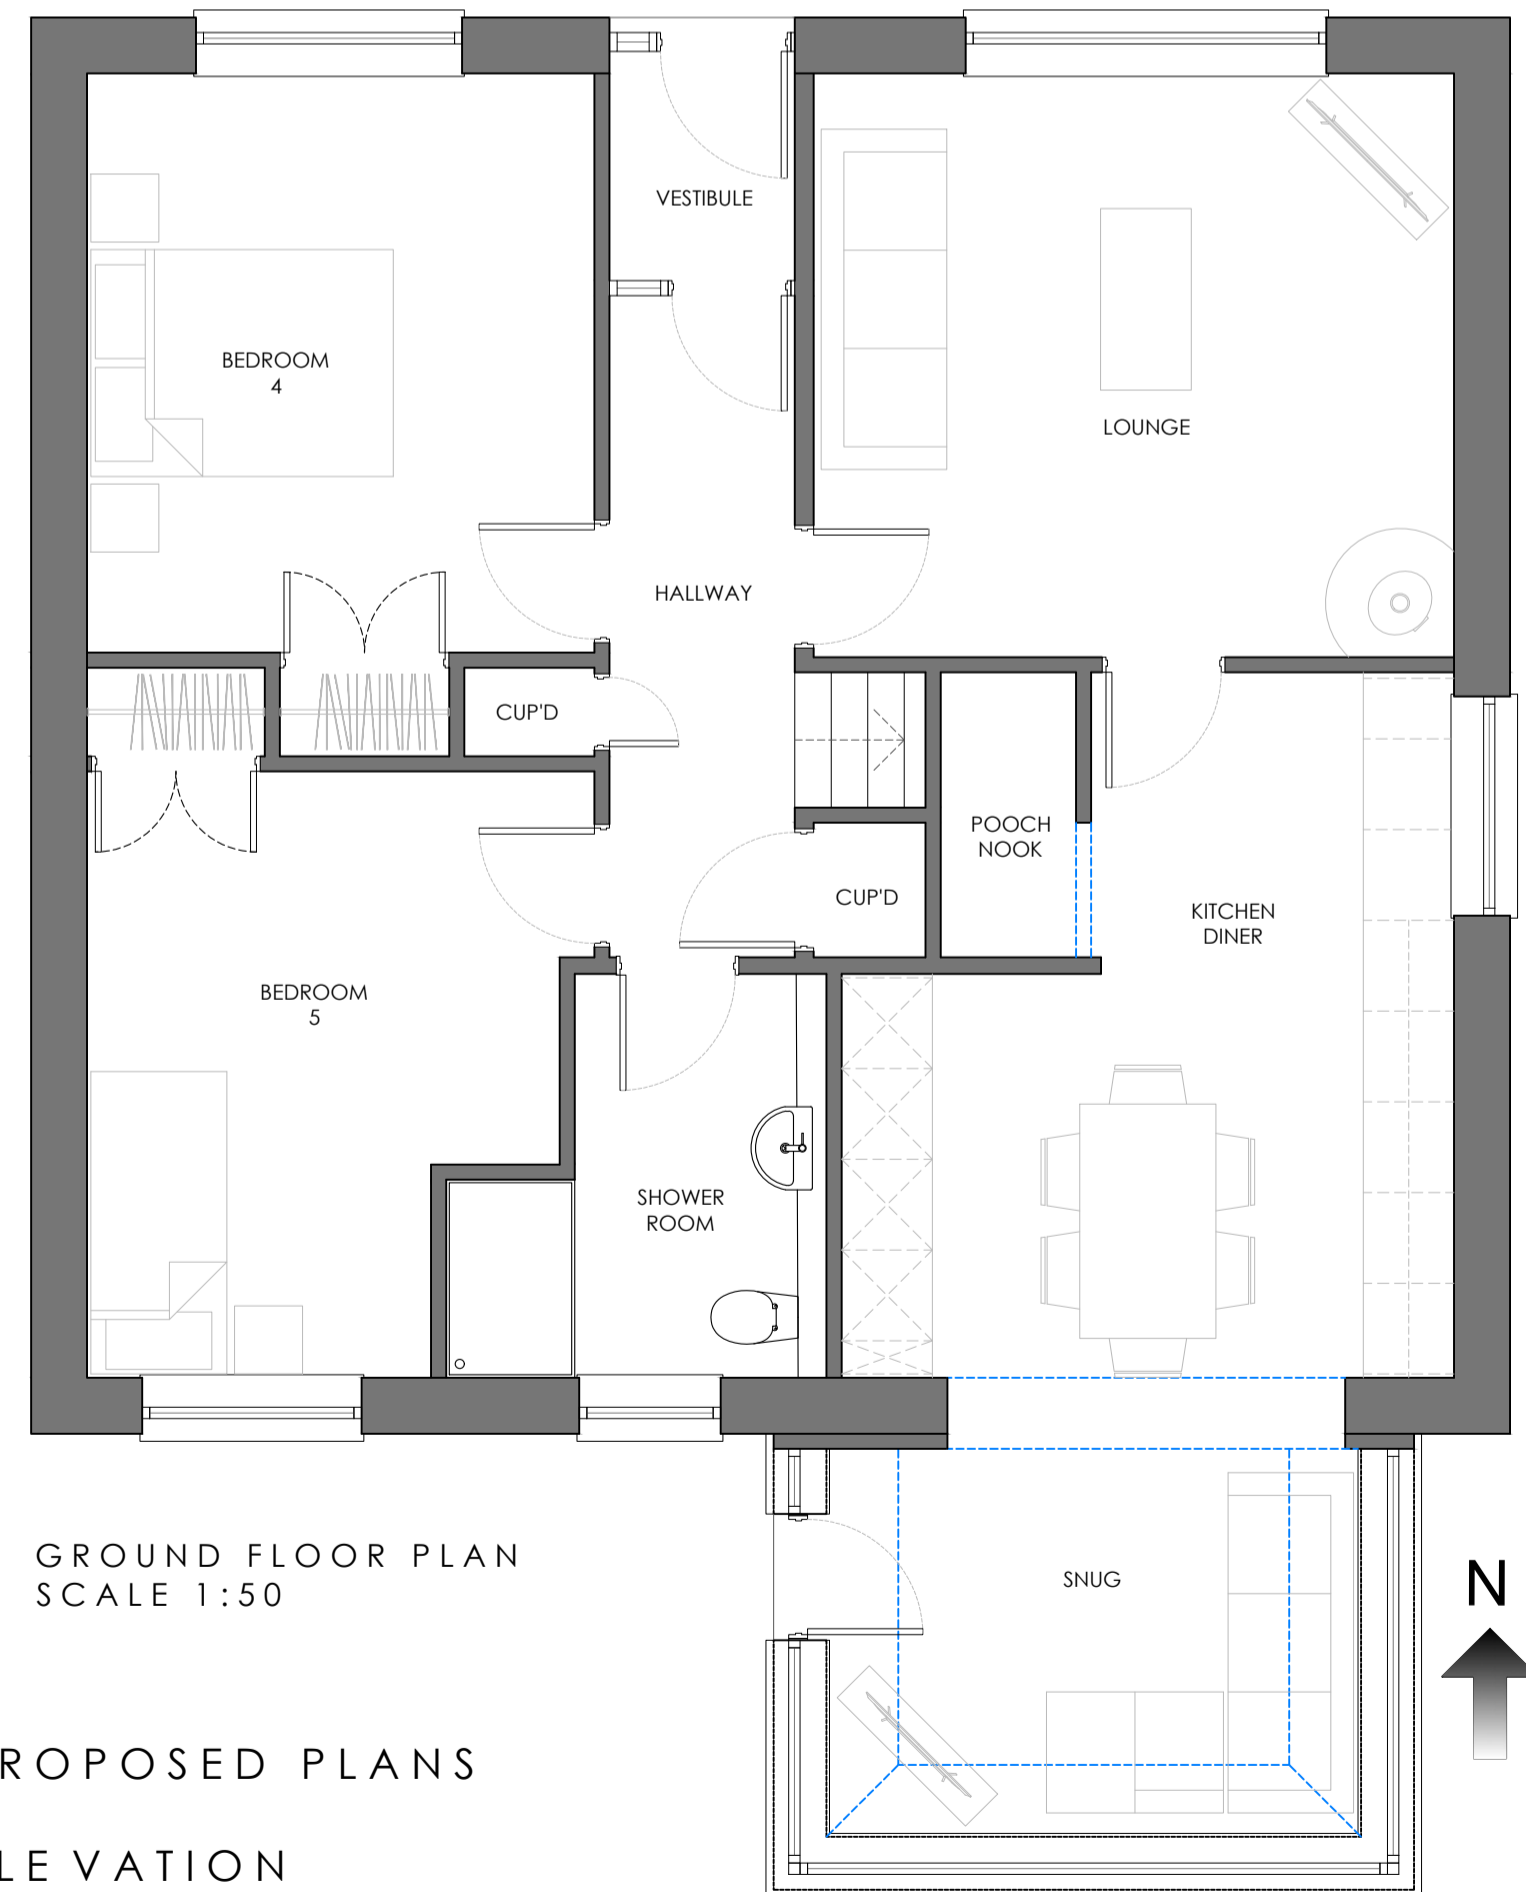 VESTIBULE
BEDROOM
4
LOUNGE
HALLWAY
CUP'D
POOCH
NOOK
CUP'D
KITCHEN
DINER
BEDROOM
5
SHOWER
ROOM
GROUND FLOOR PLAN
SCALE 1:50
SNUG
N
ROPOSED PLANS
LEVATION